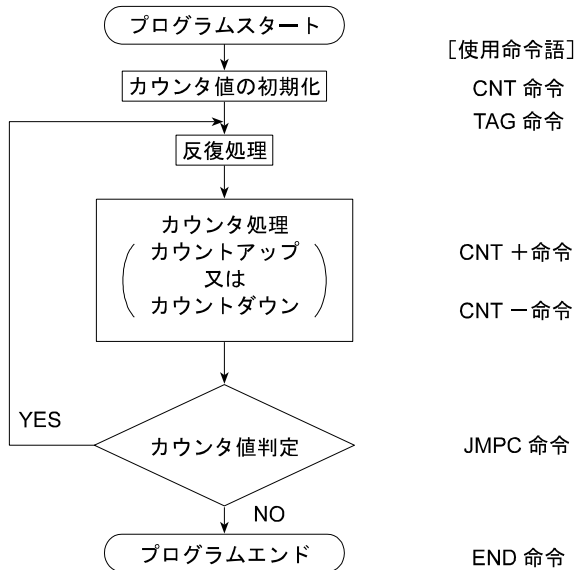 プログラムスタート
[使用命令語]
カウンタ値の初期化
CNT 命令
TAG 命令
反復処理
カウンタ処理
カウントアップ
又は
カウントダウン
CNT ＋命令
CNT －命令
YES
カウンタ値判定
JMPC 命令
NO
プログラムエンド
END 命令